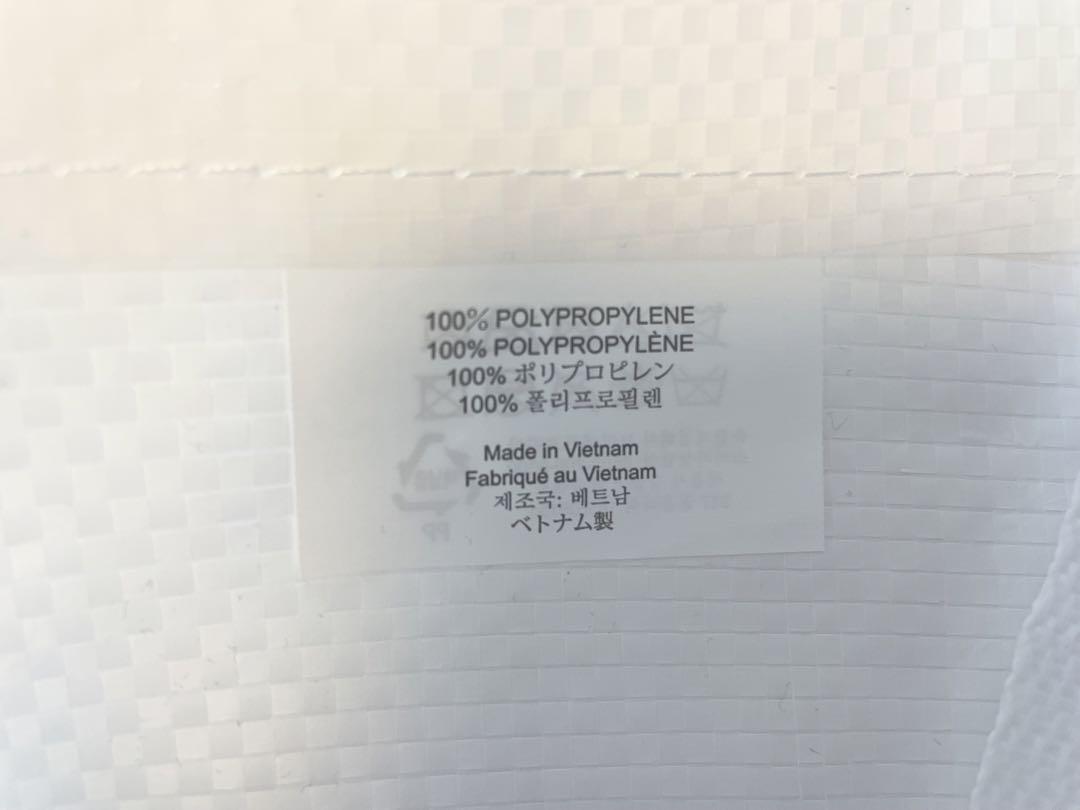 100% POLYPROPYLENE
100% POLYPROPYLÈNE
100% ポリプロピレン
100% 폴리프로필렌
Made in Vietnam
Fabriqué au Vietnam
제조국: 베트남
ベトナム製